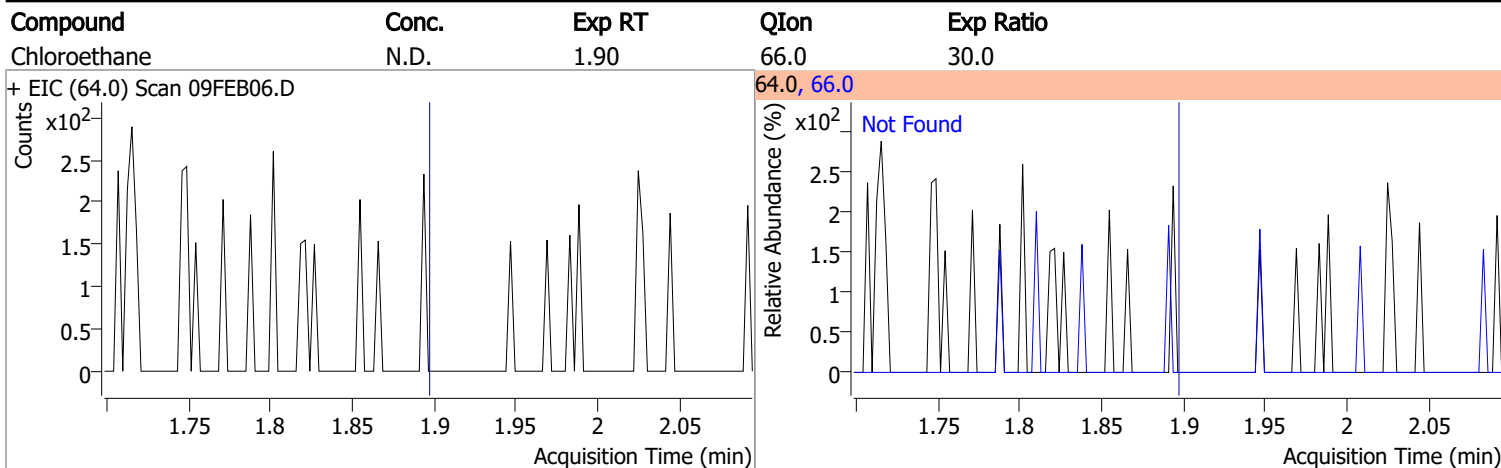 Compound Conc. Exp RT QIon Exp Ratio
Chloroethane N.D. 1.90 66.0 30.0
+ EIC (64.0) Scan 09FEB06.D
Counts
x10²
2.5
2
1.5
1
0.5
0
1.75 1.8 1.85 1.9 1.95 2 2.05
Acquisition Time (min)
64.0, 66.0
Relative Abundance (%)
x10²
Not Found
2.5
2
1.5
1
0.5
0
1.75 1.8 1.85 1.9 1.95 2 2.05
Acquisition Time (min)